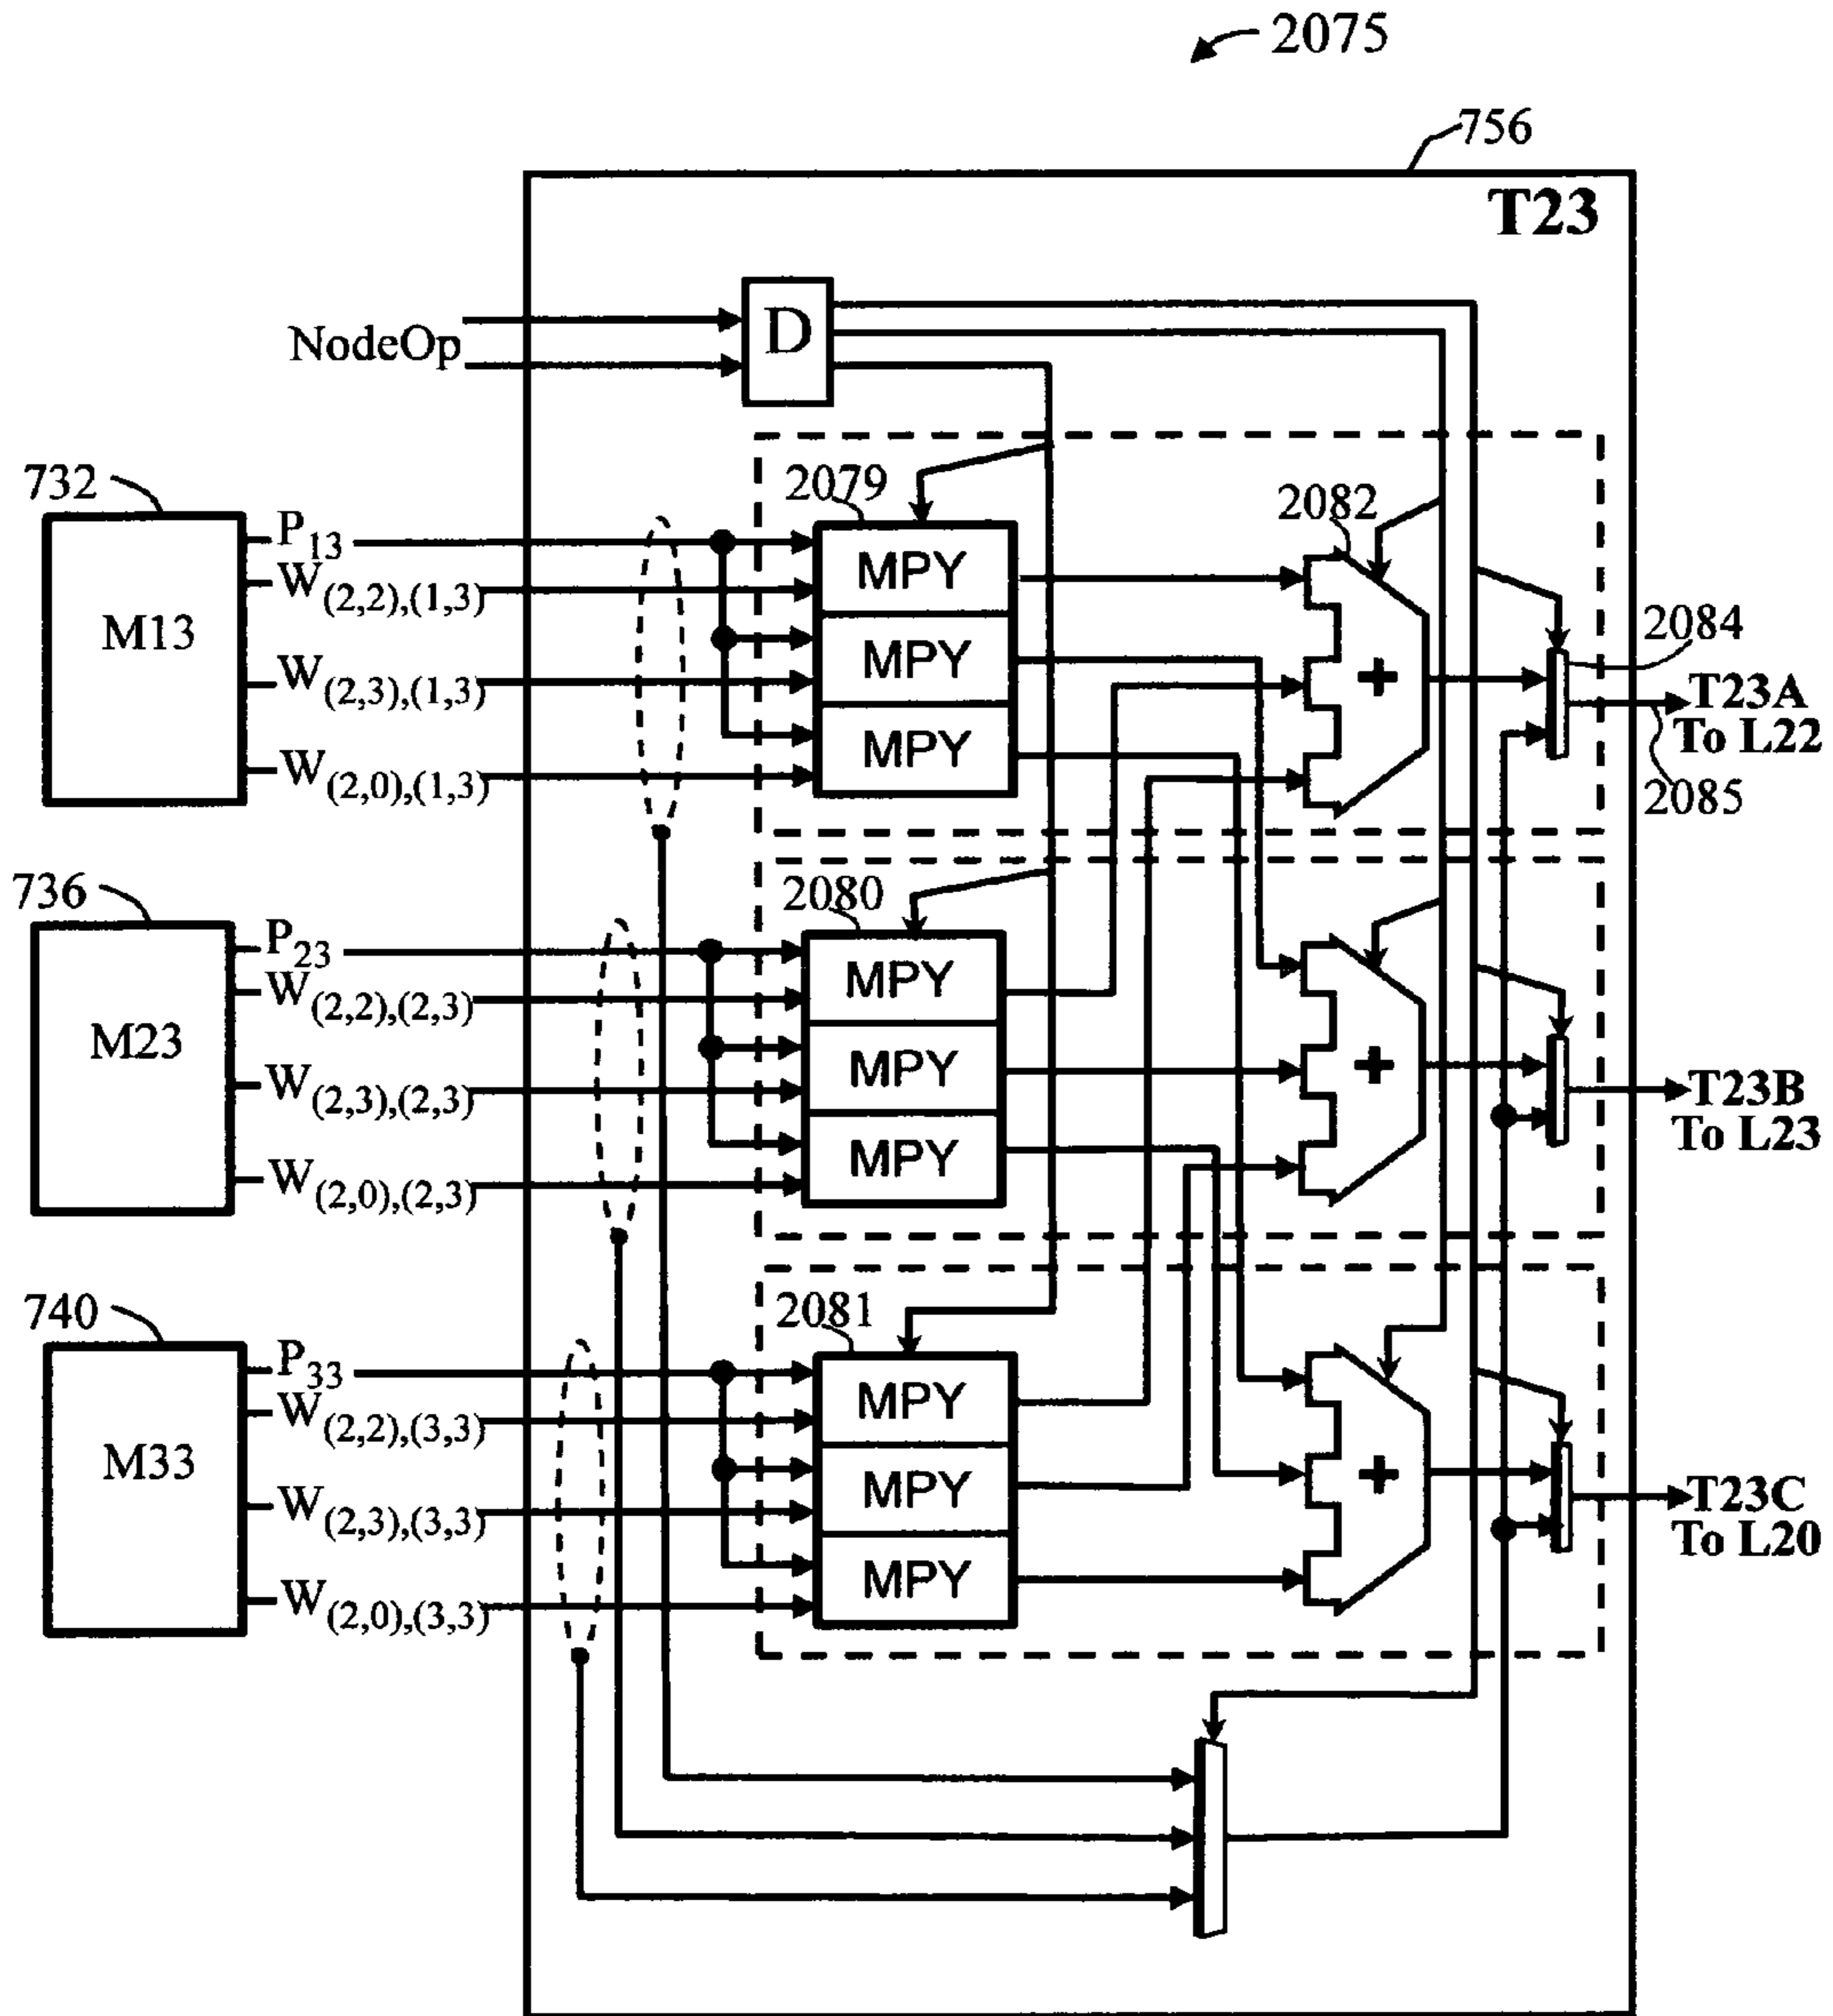 2075
756
T23
D
NodeOp
732
2079
2082
P13
MPY
W(2,2),(1,3)
M13
2084
MPY
W(2,3),(1,3)
+
T23A
To L22
MPY
W(2,0),(1,3)
2085
736
2080
P23
MPY
W(2,2),(2,3)
M23
MPY
+
W(2,3),(2,3)
T23B
To L23
MPY
W(2,0),(2,3)
740
2081
P33
MPY
W(2,2),(3,3)
M33
MPY
+
W(2,3),(3,3)
T23C
To L20
MPY
W(2,0),(3,3)